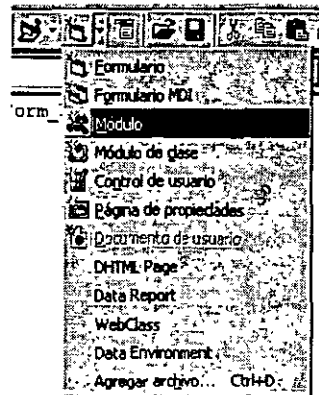 Formulario
Formulario MDI
orm_
Módulo
Módulo de clase
Control de usuario
Página de propiedades
Documento de usuario
DHTML Page
Data Report
WebClass
Data Environment
Agregar archivo... Ctrl+D